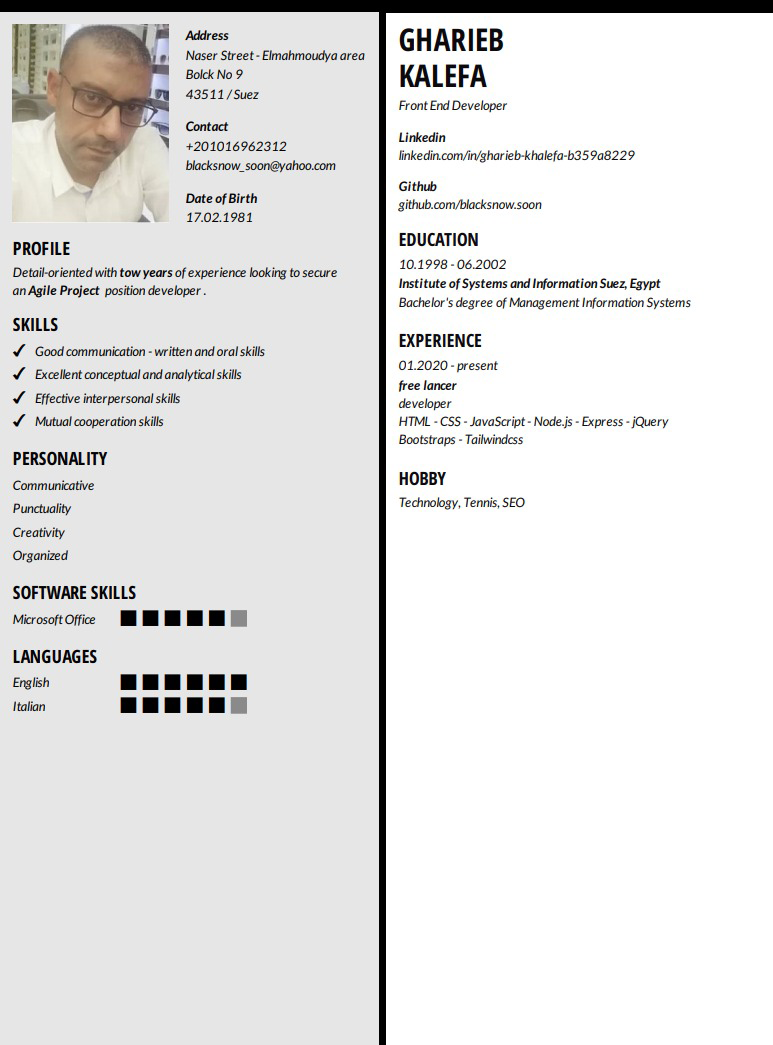 Address
Naser Street - Elmahmoudya area
Bolck No 9
43511 / Suez
Contact
+201016962312
blacksnow_soon@yahoo.com
Date of Birth
17.02.1981
PROFILE
Detail-oriented with tow years of experience looking to secure
an Agile Project position developer .
SKILLS
✓ Good communication - written and oral skills
✓ Excellent conceptual and analytical skills
✓ Effective interpersonal skills
✓ Mutual cooperation skills
PERSONALITY
Communicative
Punctuality
Creativity
Organized
SOFTWARE SKILLS
Microsoft Office
LANGUAGES
English
Italian
GHARIEB
KALEFA
Front End Developer
Linkedin
linkedin.com/in/gharieb-khalefa-b359a8229
Github
github.com/blacksnow.soon
EDUCATION
10.1998 - 06.2002
Institute of Systems and Information Suez, Egypt
Bachelor's degree of Management Information Systems
EXPERIENCE
01.2020 - present
free lancer
developer
HTML - CSS - JavaScript - Node.js - Express - jQuery
Bootstraps - Tailwindcss
HOBBY
Technology, Tennis, SEO